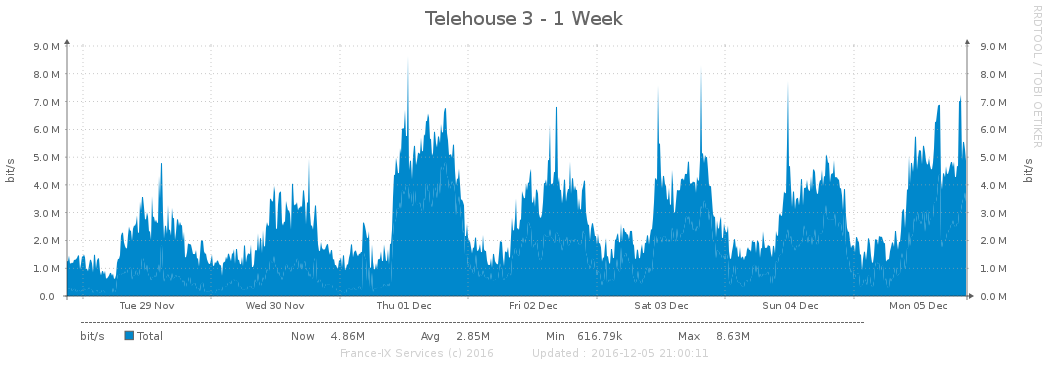 Telehouse 3 - 1 Week
RRDTOOL / TOBI OETIKER
bit/s
9.0 M 9.0 M
8.0 M 8.0 M
7.0 M 7.0 M
6.0 M 6.0 M
5.0 M 5.0 M
4.0 M 4.0 M
3.0 M 3.0 M
2.0 M 2.0 M
1.0 M 1.0 M
0.0 0.0 M
bit/s
Tue 29 Nov Wed 30 Nov Thu 01 Dec Fri 02 Dec Sat 03 Dec Sun 04 Dec Mon 05 Dec
bit/s Total Now 4.86M Avg 2.85M Min 616.79k Max 8.63M
France-IX Services (c) 2016 Updated : 2016-12-05 21:00:11